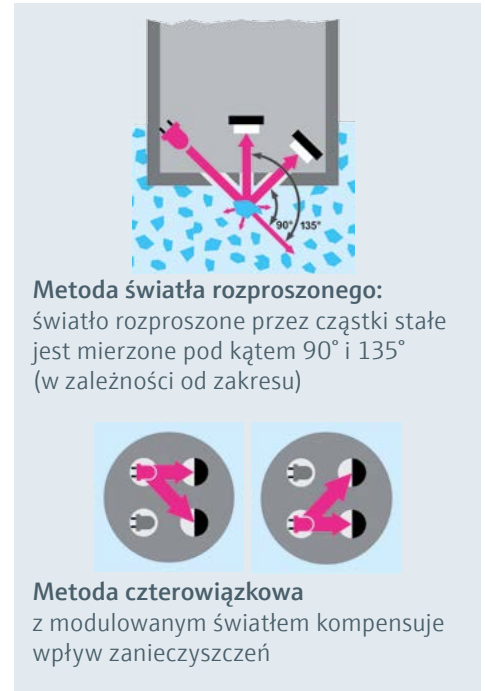 90° 135°
Metoda światła rozproszonego:
światło rozproszone przez cząstki stałe
jest mierzone pod kątem 90° i 135°
(w zależności od zakresu)
Metoda czterowiązkowa
z modulowanym światłem kompensuje
wpływ zanieczyszczeń